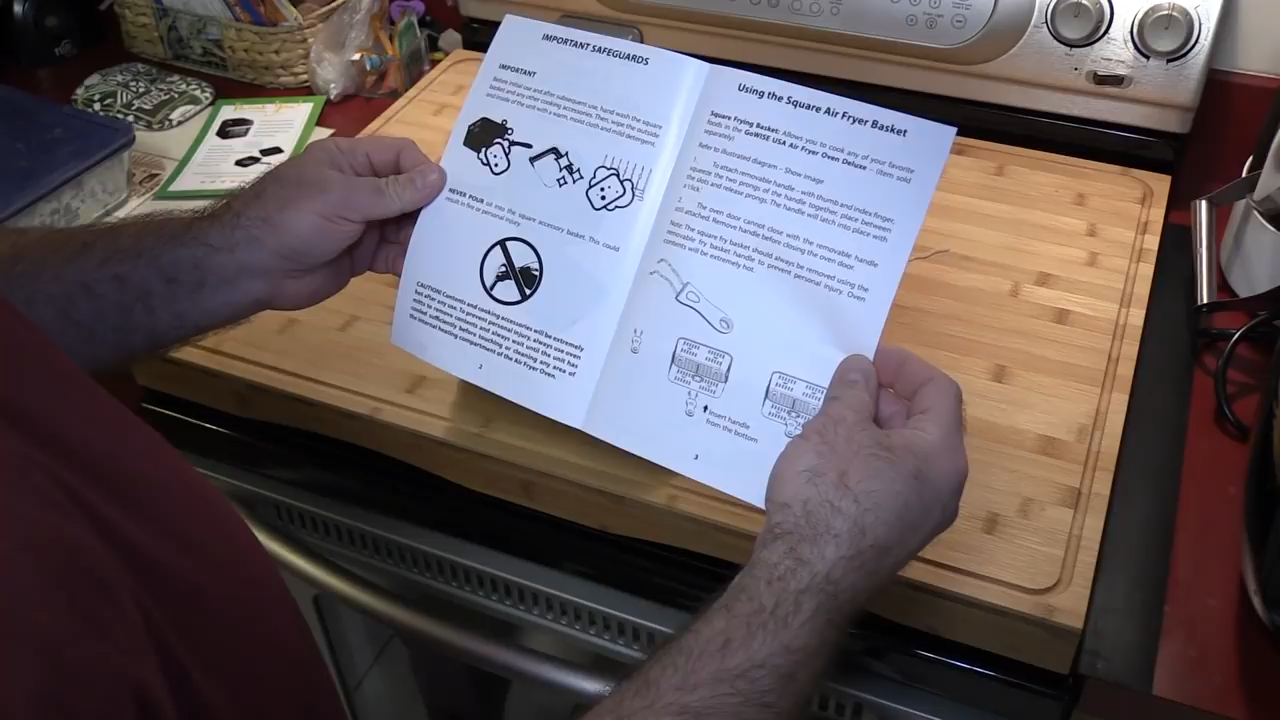 IMPORTANT SAFEGUARDS
IMPORTANT
Before initial use and after subsequent use, hand wash the square
basket and any other cooking accessories. Then, wipe the outside
and inside of the unit with a warm, moist cloth and mild detergent.
NEVER POUR oil into the square accessory basket. This could
result in fire or personal injury.
CAUTION! Contents and cooking accessories will be extremely
hot after any use. To prevent personal injury, always use oven
mitts to remove contents and always wait until the unit has
cooled sufficiently before touching or cleaning any area of
the internal heating compartment of the Air Fryer Oven.
2
Using the Square Air Fryer Basket
Square Frying Basket: Allows you to cook any of your favorite
foods in the GoWISE USA Air Fryer Oven Deluxe – (item sold
separately)
Refer to illustrated diagram – Show image
1. To attach removable handle – with thumb and index finger,
squeeze the two prongs of the handle together, place between
the slots and release prongs. The handle will latch into place with
a 'click.'
2. The oven door cannot close with the removable handle
still attached. Remove handle before closing the oven door.
Note: The square fry basket should always be removed using the
removable fry basket handle to prevent personal injury. Oven
contents will be extremely hot.
Insert handle
from the bottom
3